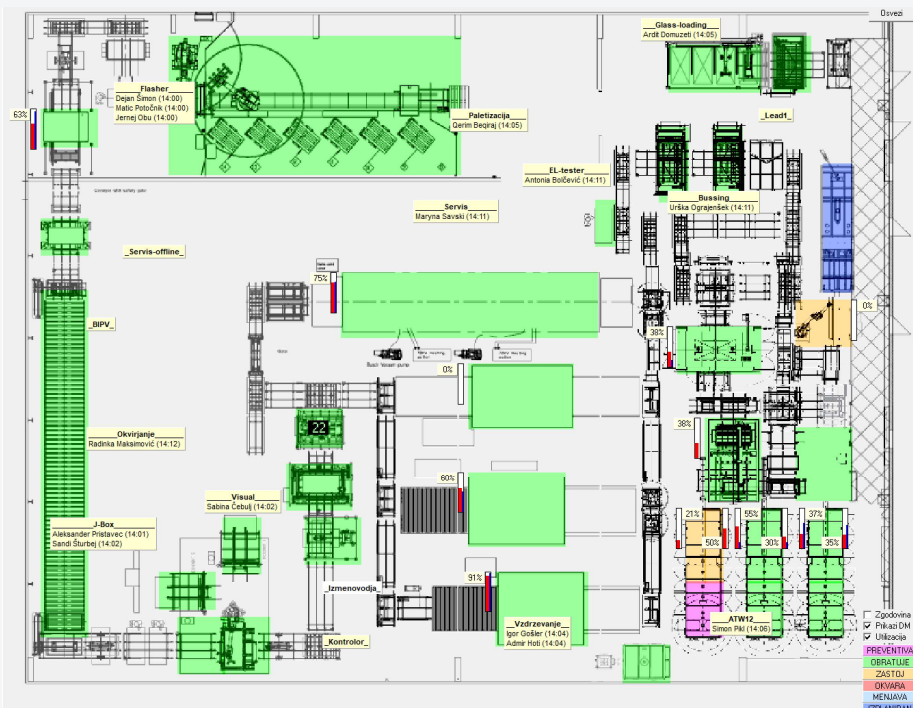 Osvezi
___Glass-loading___
Ardit Domuzeti (14:05)
___Flasher___
Dejan Šimon (14:00)
Matic Potočnik (14:00)
Jernej Obu (14:00)
63%
___Paletizacija___
Qerim Beqiraj (14:05)
_Lead1_
___EL-tester___
Antonia Bolčević (14:11)
___Servis___
Maryna Savski (14:11)
___Bussing___
Urška Ograjenšek (14:11)
_Servis-offline_
75%
0%
_BIPV_
38%
0%
22
38%
___Okvirjanje___
Radinka Maksimović (14:12)
60%
___Visual___
Sabina Čebulj (14:02)
21%
55%
37%
___J-Box___
Aleksander Pristavec (14:01)
Sandi Šturbej (14:02)
50%
30%
35%
91%
_Izmenovodja_
___Vzdrzevanje___
Igor Gošler (14:04)
Admir Hoti (14:04)
___ATW12___
Simon Pikl (14:06)
_Kontrolor_
Zgodovina
Prikazi DM
Utilizacija
PREVENTIVA
OBRATUJE
ZASTOJ
OKVARA
MENJAVA